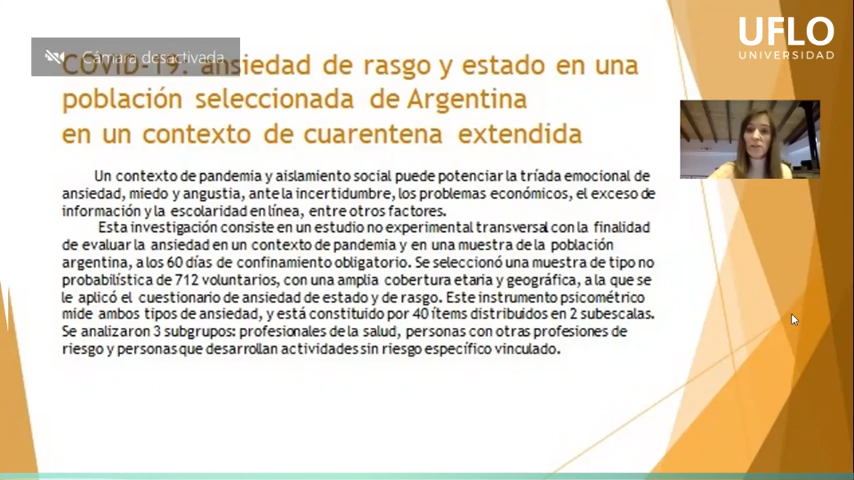 UFLO
UNIVERSIDAD
Cámara desactivada
COVID-19: ansiedad de rasgo y estado en una
población seleccionada de Argentina
en un contexto de cuarentena extendida
Un contexto de pandemia y aislamiento social puede potenciar la tríada emocional de
ansiedad, miedo y angustia, ante la incertidumbre, los problemas económicos, el exceso de
información y la escolaridad en línea, entre otros factores.
Esta investigación consiste en un estudio no experimental transversal con la finalidad
de evaluar la ansiedad en un contexto de pandemia y en una muestra de la población
argentina, a los 60 días de confinamiento obligatorio. Se seleccionó una muestra de tipo no
probabilística de 712 voluntarios, con una amplia cobertura etaria y geográfica, a la que se
le aplicó el cuestionario de ansiedad de estado y de rasgo. Este instrumento psicométrico
mide ambos tipos de ansiedad, y está constituido por 40 ítems distribuidos en 2 subescalas.
Se analizaron 3 subgrupos: profesionales de la salud, personas con otras profesiones de
riesgo y personas que desarrollan actividades sin riesgo específico vinculado.